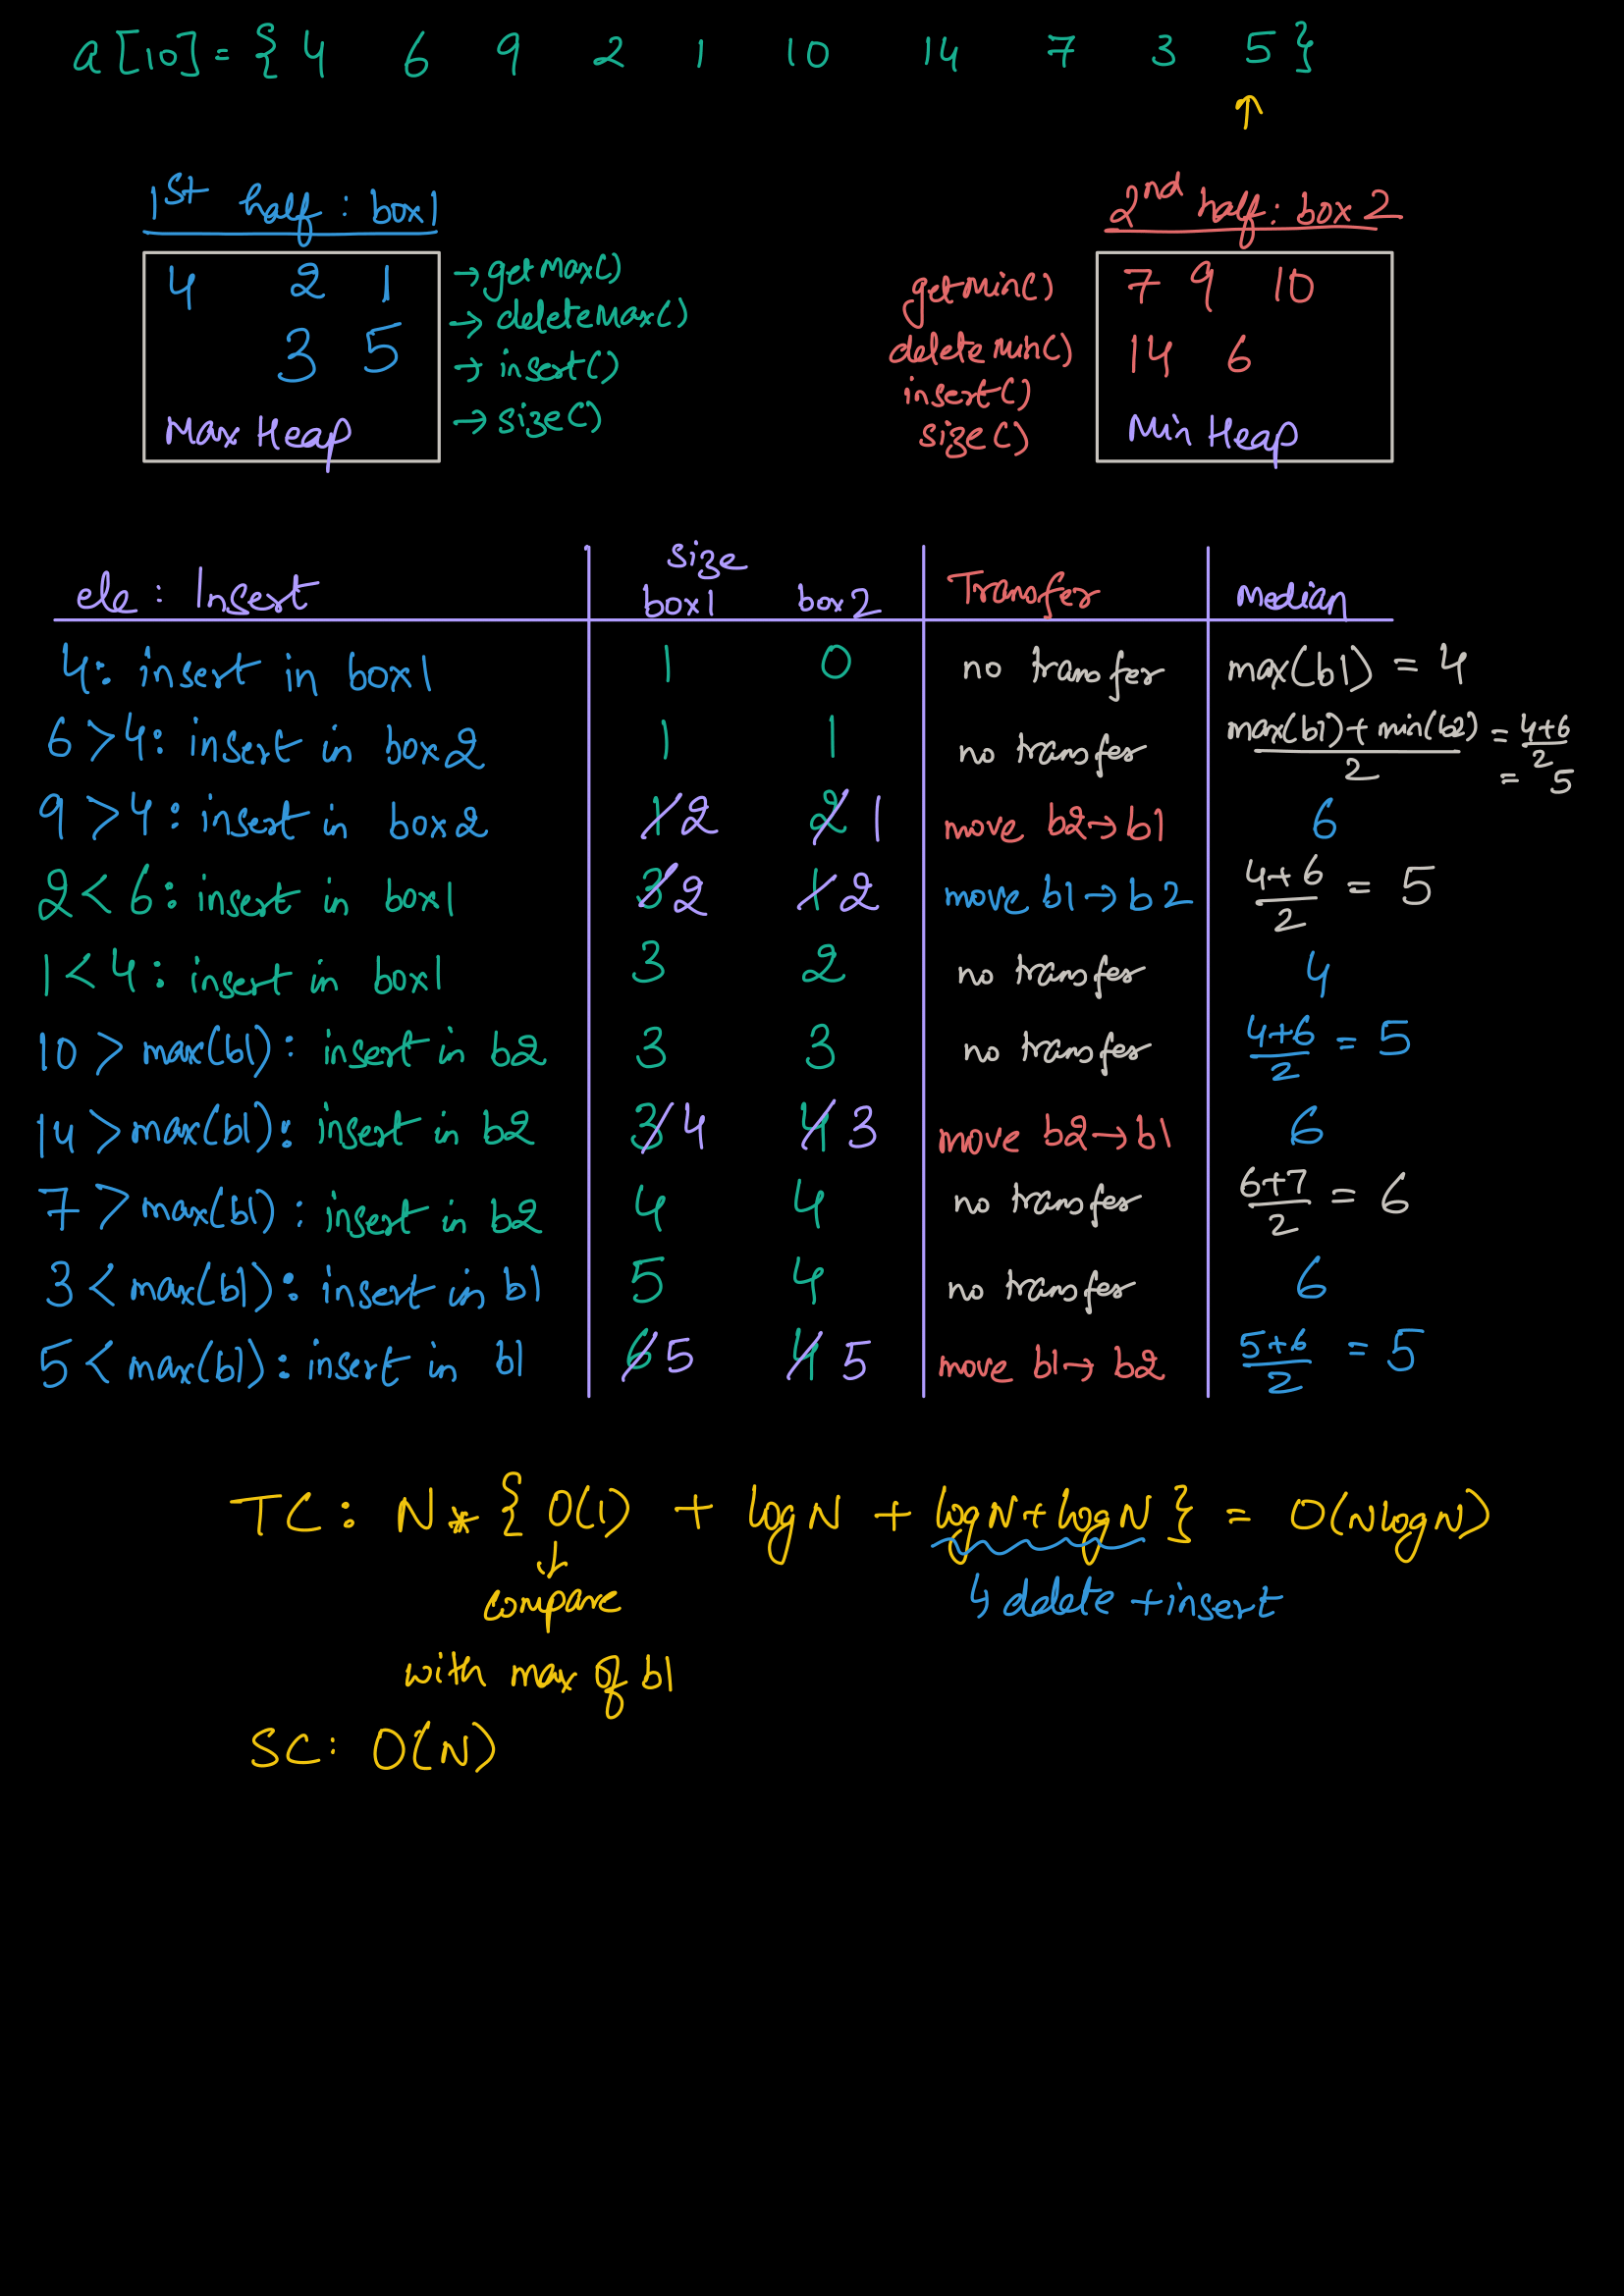 a[10] = { 4 6 9 2 1 10 14 7 3 5 }
↑
1st half : box1
2nd half : box 2
4 2 1
3 5
Max Heap
→ getMax()
→ deleteMax()
→ insert()
→ size()
getMin()
delete Min()
insert()
size()
7 9 10
14 6
Min Heap
ele : Insert size box1 box2 Transfer Median
4: insert in box1 1 0 no transfer max(b1) = 4
6 > 4: insert in box2 1 1 no transfer max(b1) + min(b2) / 2 = 4+6 / 2 = 5
9 > 4: insert in box2 1 2 2 1 move b2→b1 6
2 < 6: insert in box1 3 2 1 2 move b1→b2 4+6 / 2 = 5
1 < 4: insert in box1 3 2 no transfer 4
10 > max(b1): insert in b2 3 3 no transfer 4+6 / 2 = 5
14 > max(b1): insert in b2 3 4 4 3 move b2→b1 6
7 > max(b1): insert in b2 4 4 no transfer 6+7 / 2 = 6
3 < max(b1): insert in b1 5 4 no transfer 6
5 < max(b1): insert in b1 6 5 4 5 move b1→b2 5+6 / 2 = 5
TC: N * { O(1) + logN + logN + logN } = O(NlogN)
↳ delete + insert
compare
with max of b1
SC: O(N)